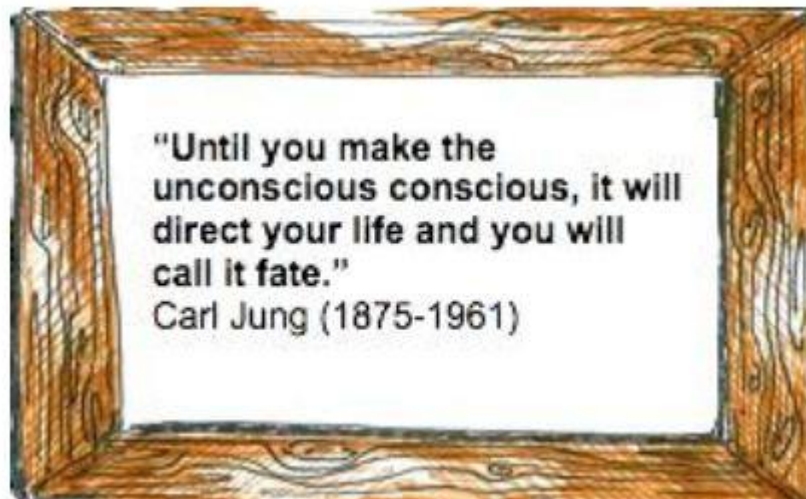 “Until you make the
unconscious conscious, it will
direct your life and you will
call it fate.”
Carl Jung (1875-1961)